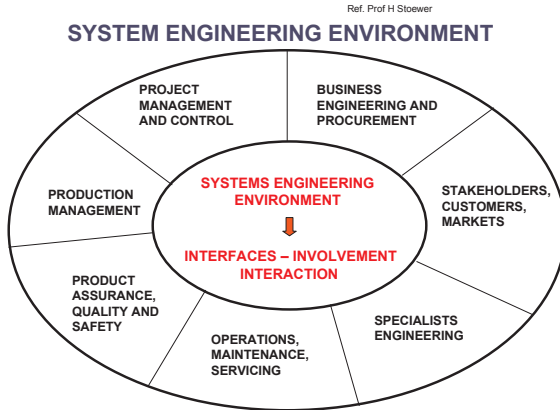 Ref. Prof H Stoewer
SYSTEM ENGINEERING ENVIRONMENT
PROJECT
MANAGEMENT
AND CONTROL
BUSINESS
ENGINEERING AND
PROCUREMENT
PRODUCTION
MANAGEMENT
SYSTEMS ENGINEERING
ENVIRONMENT
INTERFACES – INVOLVEMENT
INTERACTION
STAKEHOLDERS,
CUSTOMERS,
MARKETS
PRODUCT
ASSURANCE,
QUALITY AND
SAFETY
OPERATIONS,
MAINTENANCE,
SERVICING
SPECIALISTS
ENGINEERING